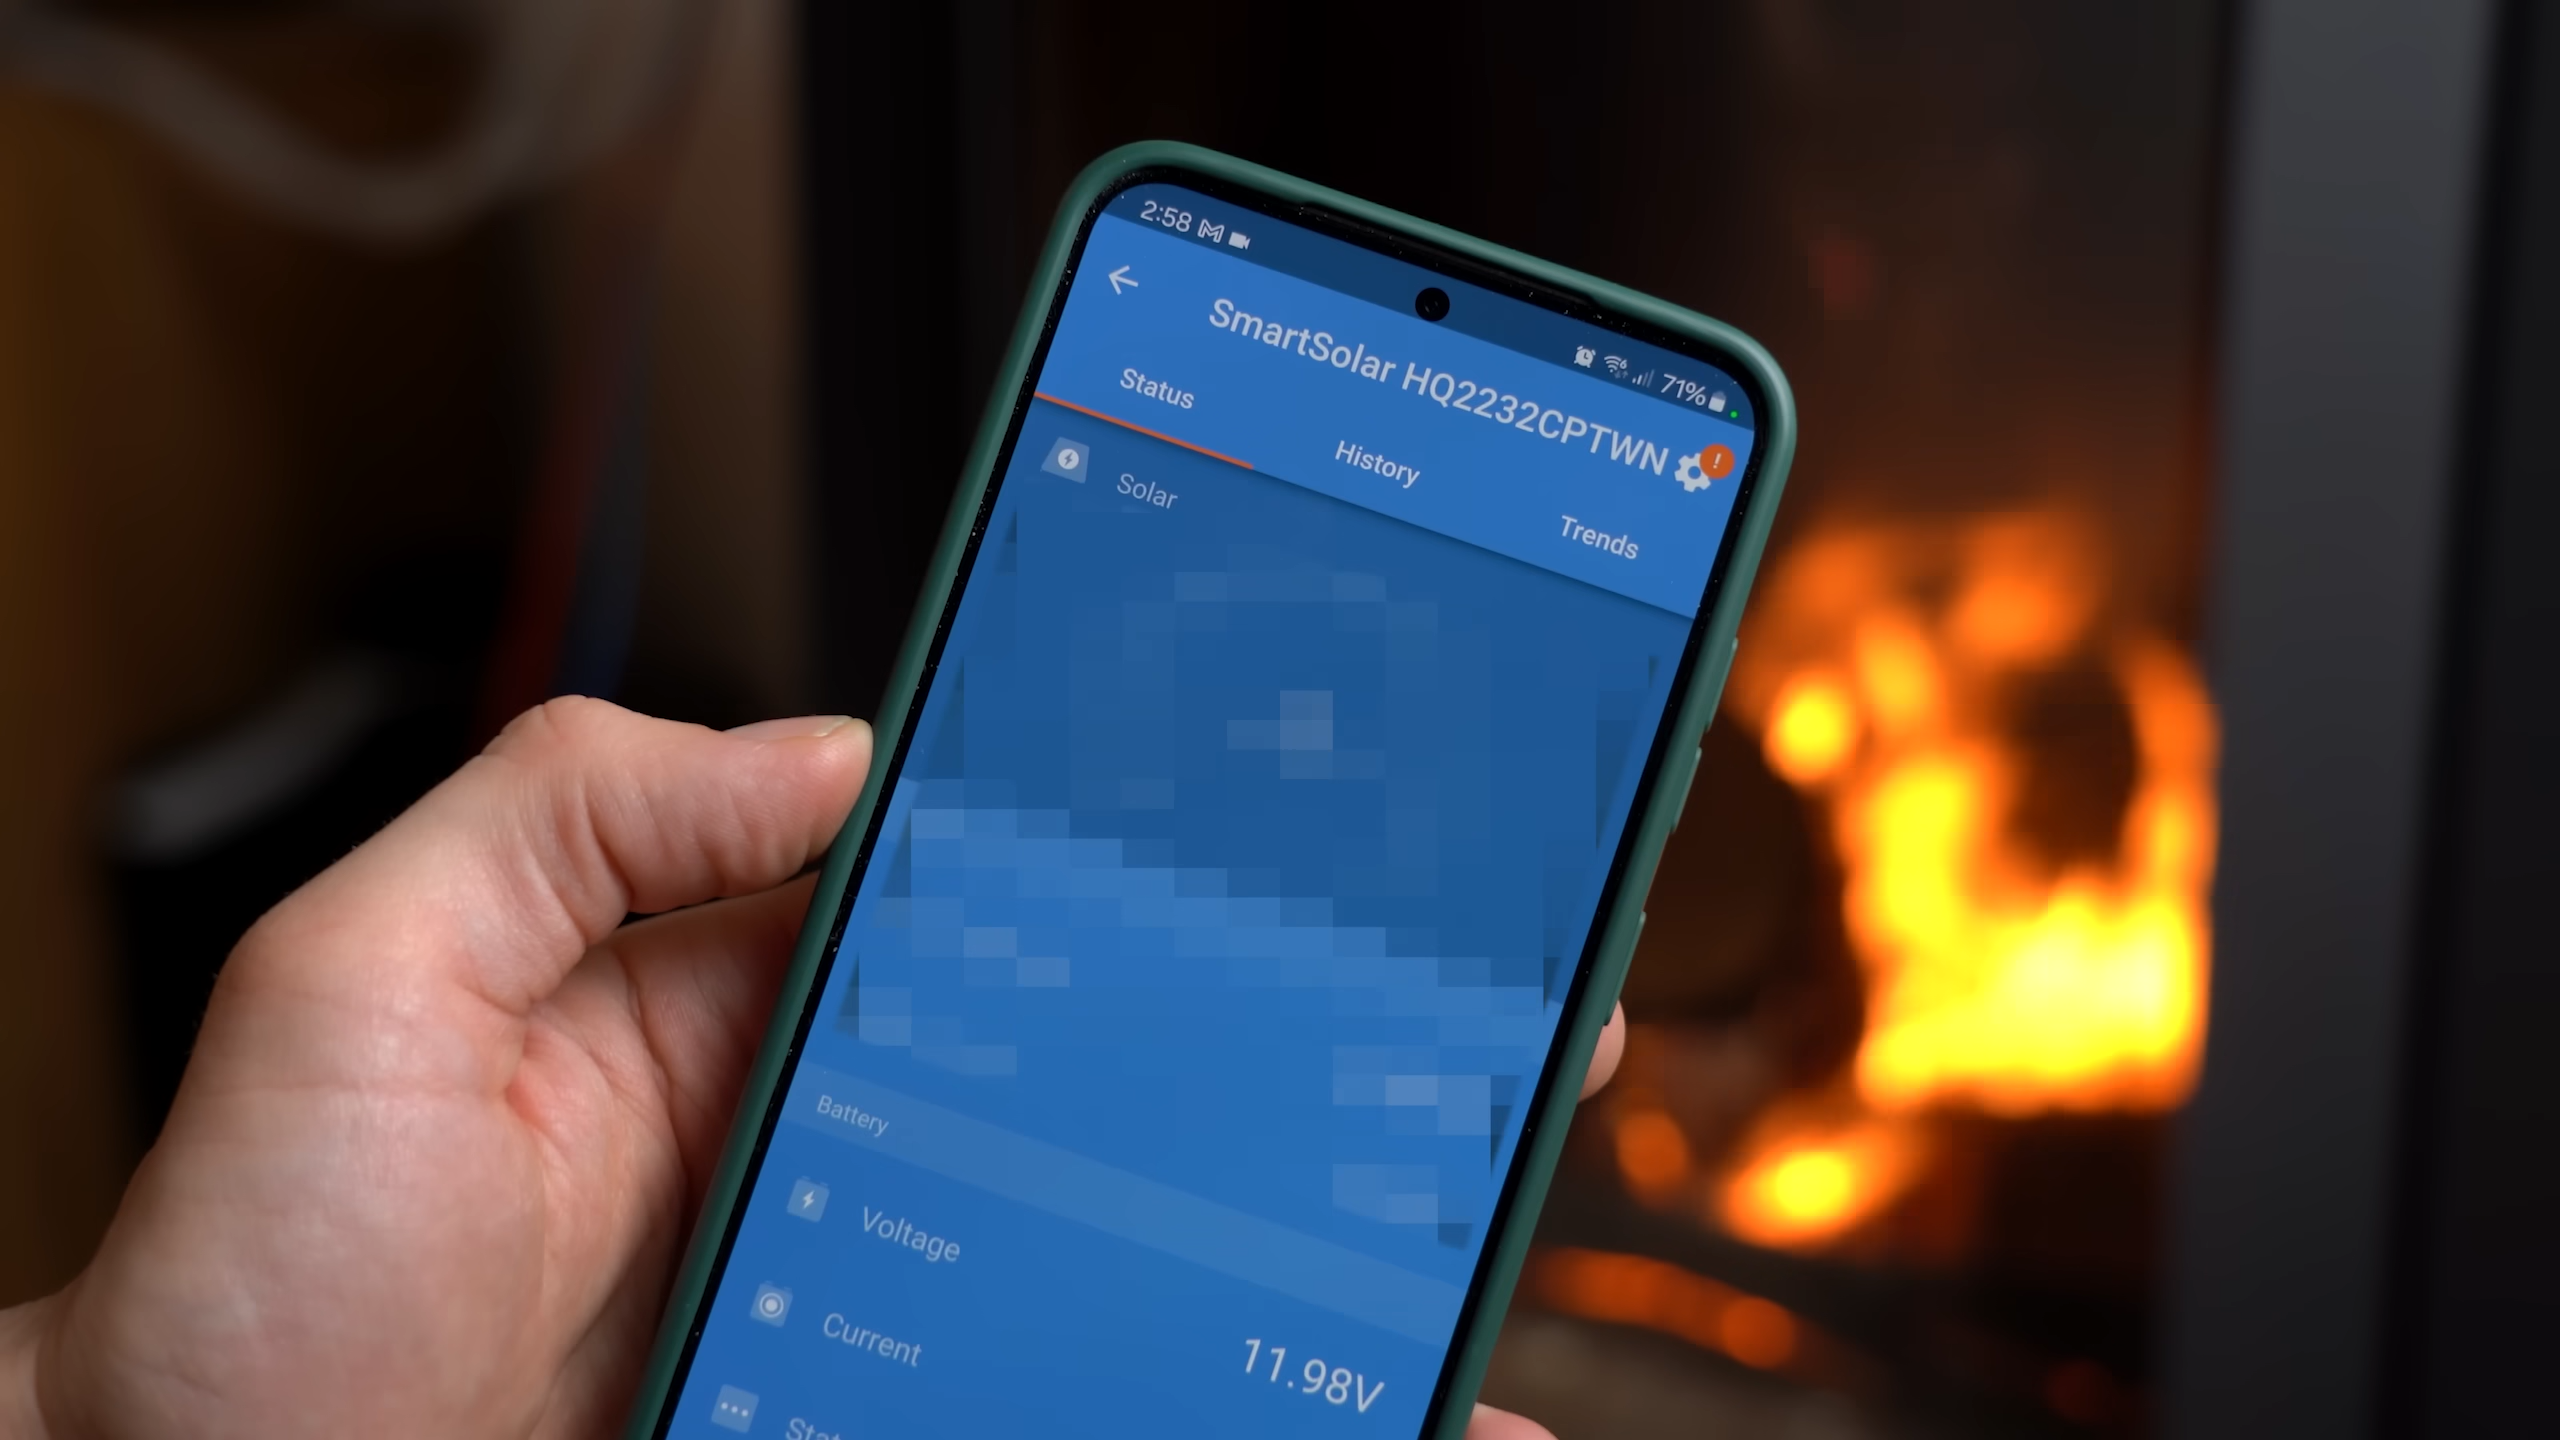 2:58
71%
SmartSolar HQ2232CPTWN
Status
History
Trends
Solar
Battery
Voltage
11.98V
Current